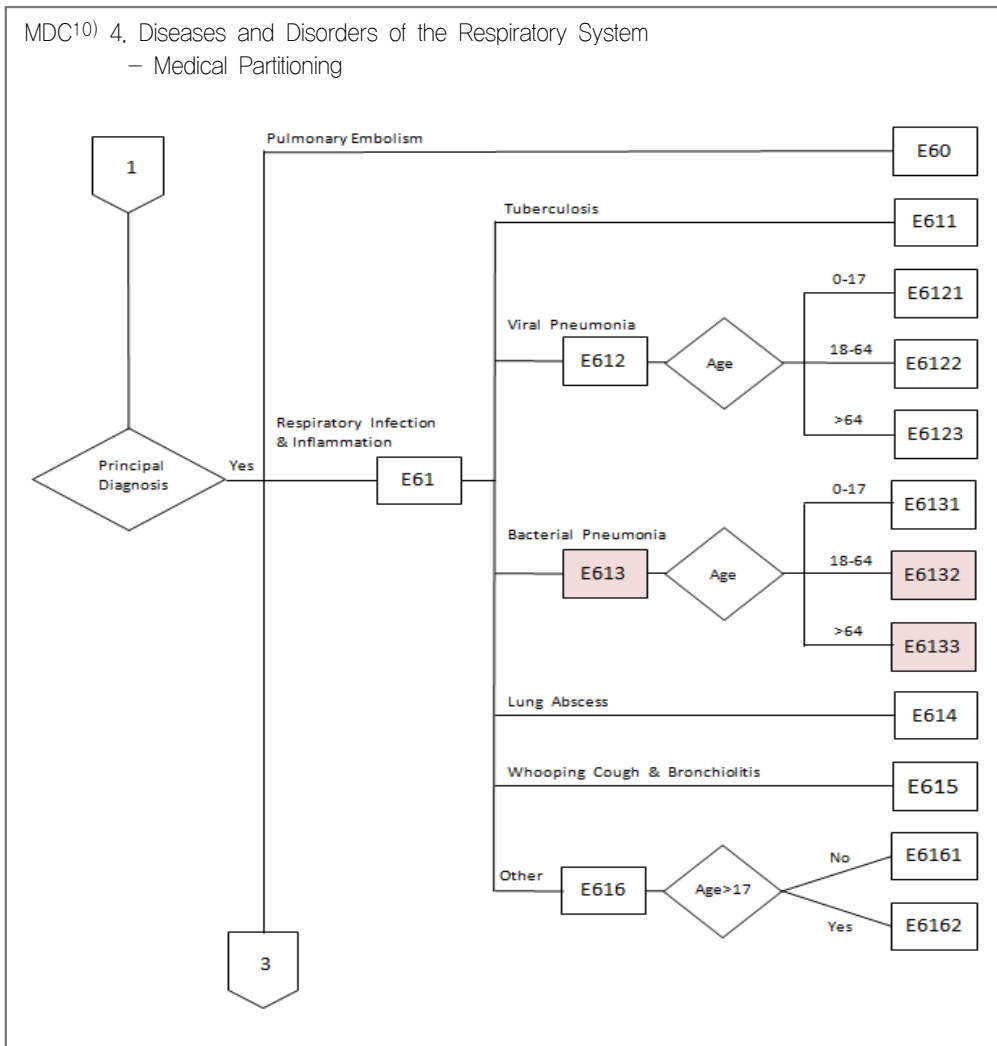 MDC10) 4. Diseases and Disorders of the Respiratory System
– Medical Partitioning
1
Pulmonary Embolism
E60
Tuberculosis
E611
Viral Pneumonia
E612
Age
0-17
E6121
18-64
E6122
>64
E6123
Principal
Diagnosis
Yes
Respiratory Infection
& Inflammation
E61
Bacterial Pneumonia
E613
Age
0-17
E6131
18-64
E6132
>64
E6133
Lung Abscess
E614
Whooping Cough & Bronchiolitis
E615
Other
E616
Age>17
No
E6161
Yes
E6162
3